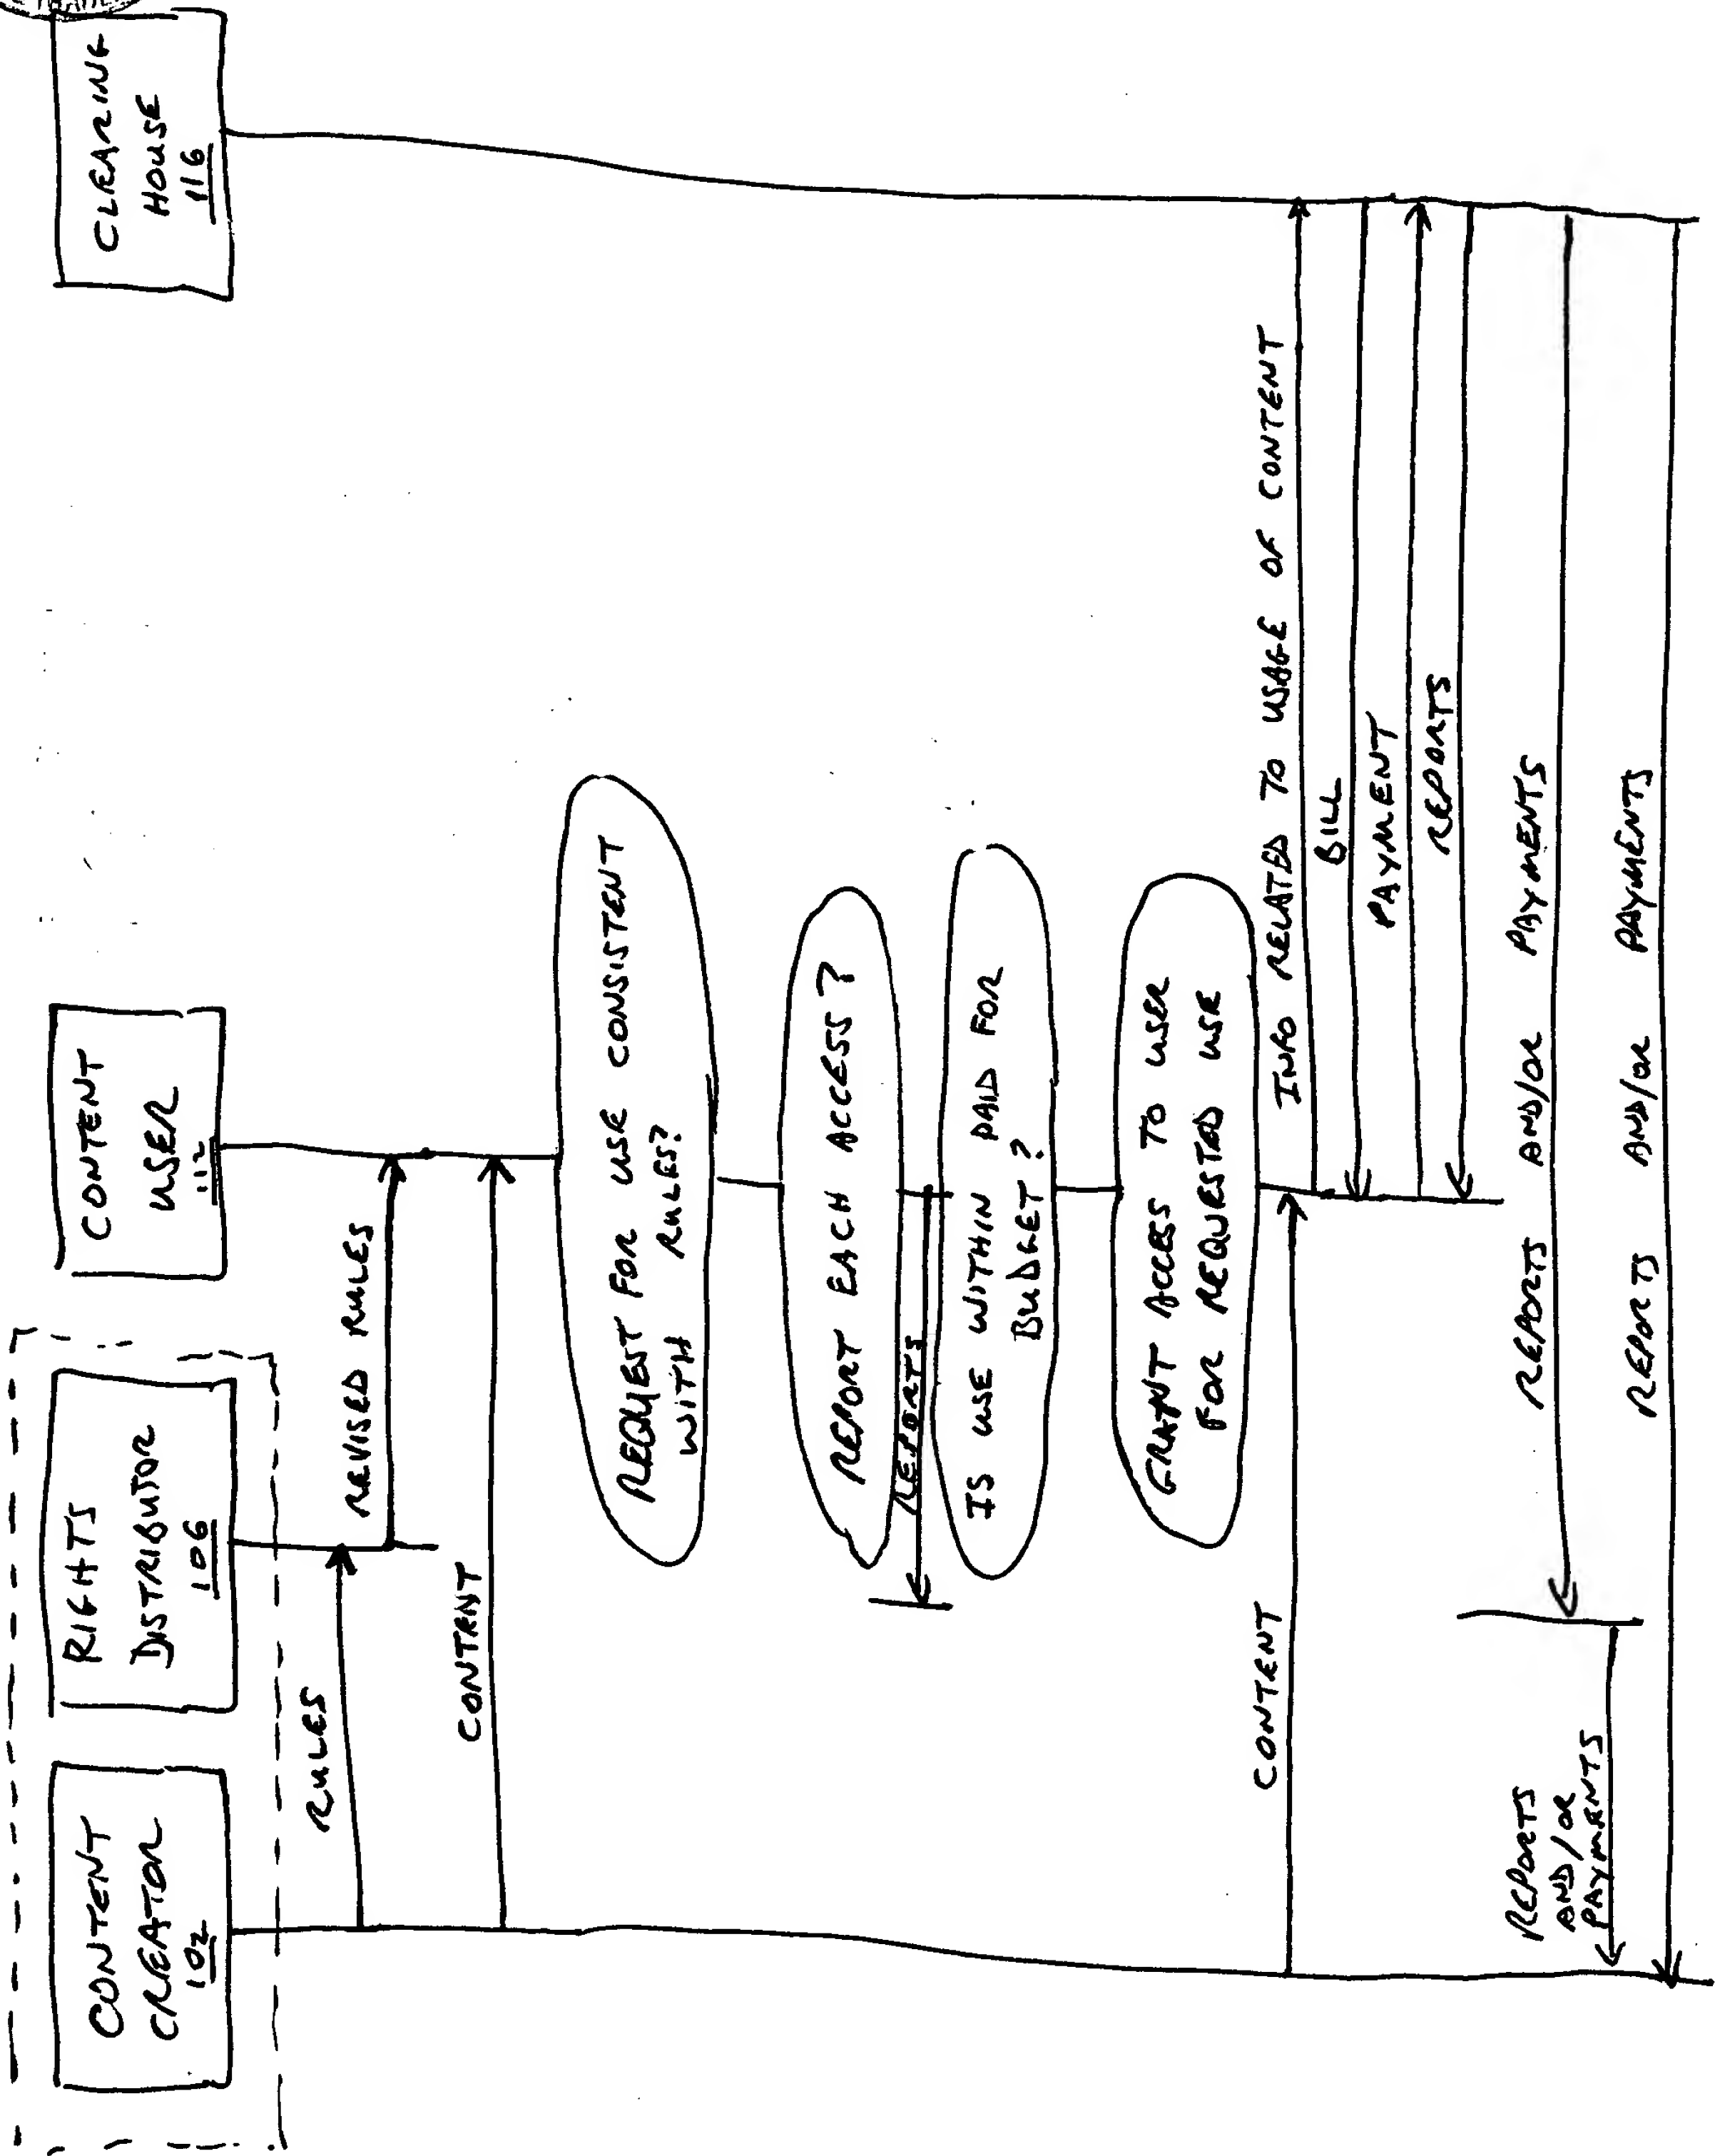 CONTENT
CREATOR
102
RIGHTS
DISTRIBUTOR
106
CONTENT
USER
112
CLEARING
HOUSE
116
RULES
REVISED RULES
CONTENT
REQUEST FOR USE CONSISTENT
WITH RULES?
REPORT EACH ACCESS?
REPORTS
IS USE WITHIN PAID FOR
BUDGET?
GRANT ACCESS TO USER
FOR REQUESTED USE
CONTENT
INFO RELATED TO USAGE OF CONTENT
BILL
PAYMENT
REPORTS
REPORTS AND/OR PAYMENTS
REPORTS
AND/OR
PAYMENTS
REPORTS AND/OR PAYMENTS